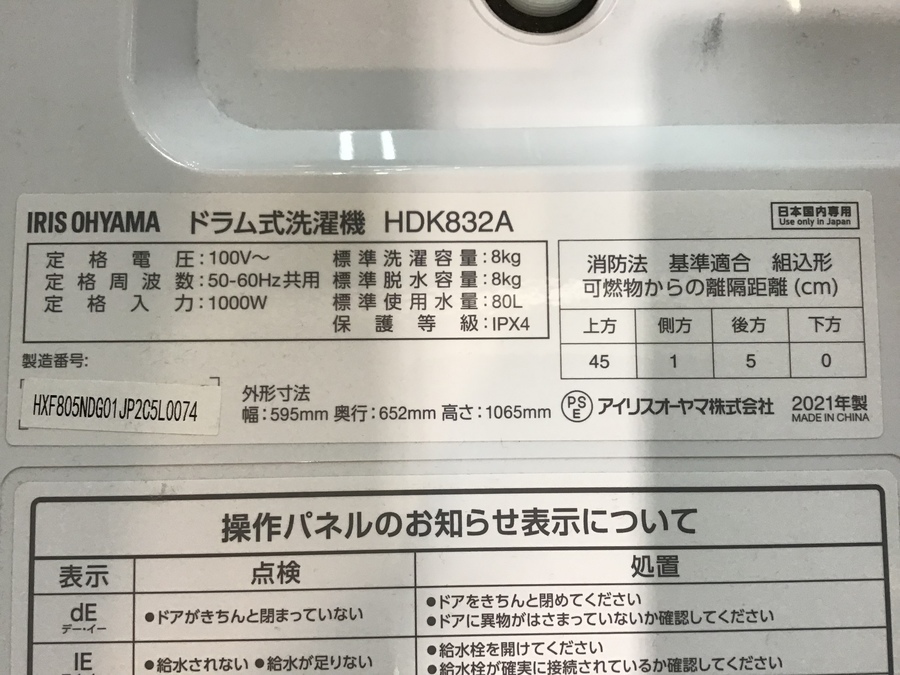 IRIS OHYAMA ドラム式洗濯機 HDK832A
日本国内専用
Use only in Japan
定格電圧:100V～ 標準洗濯容量:8kg
定格周波数:50-60Hz共用 標準脱水容量:8kg
定格入力:1000W 標準使用水量:80L
保護等級:IPX4
消防法 基準適合 組込形
可燃物からの離隔距離(cm)
上方 側方 後方 下方
45 1 5 0
製造番号:
HXF805NDG01JP2C5L0074
外形寸法
幅:595mm 奥行:652mm 高さ:1065mm
PSE アイリスオーヤマ株式会社 2021年製
MADE IN CHINA
操作パネルのお知らせ表示について
表示 点検 処置
dE
デー・イー
●ドアがきちんと閉まっていない
●ドアをきちんと閉めてください
●ドアに異物がはさまっていないか確認してください
IE
●給水されない ●給水が足りない
●給水栓を開けてください
●給水栓が確実に接続されているか確認してください